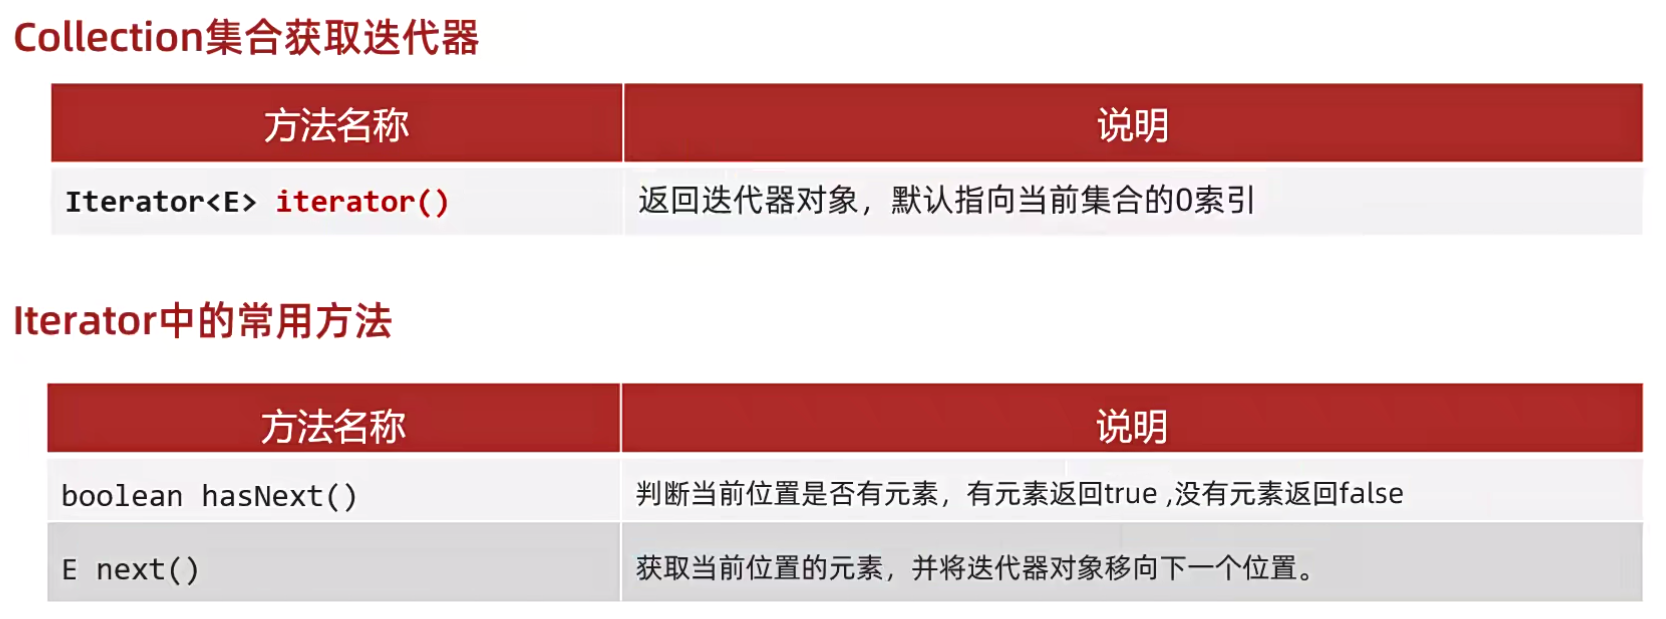 Collection集合获取迭代器
方法名称 说明
Iterator<E> iterator() 返回迭代器对象，默认指向当前集合的0索引
Iterator中的常用方法
方法名称 说明
boolean hasNext() 判断当前位置是否有元素，有元素返回true ,没有元素返回false
E next() 获取当前位置的元素，并将迭代器对象移向下一个位置。